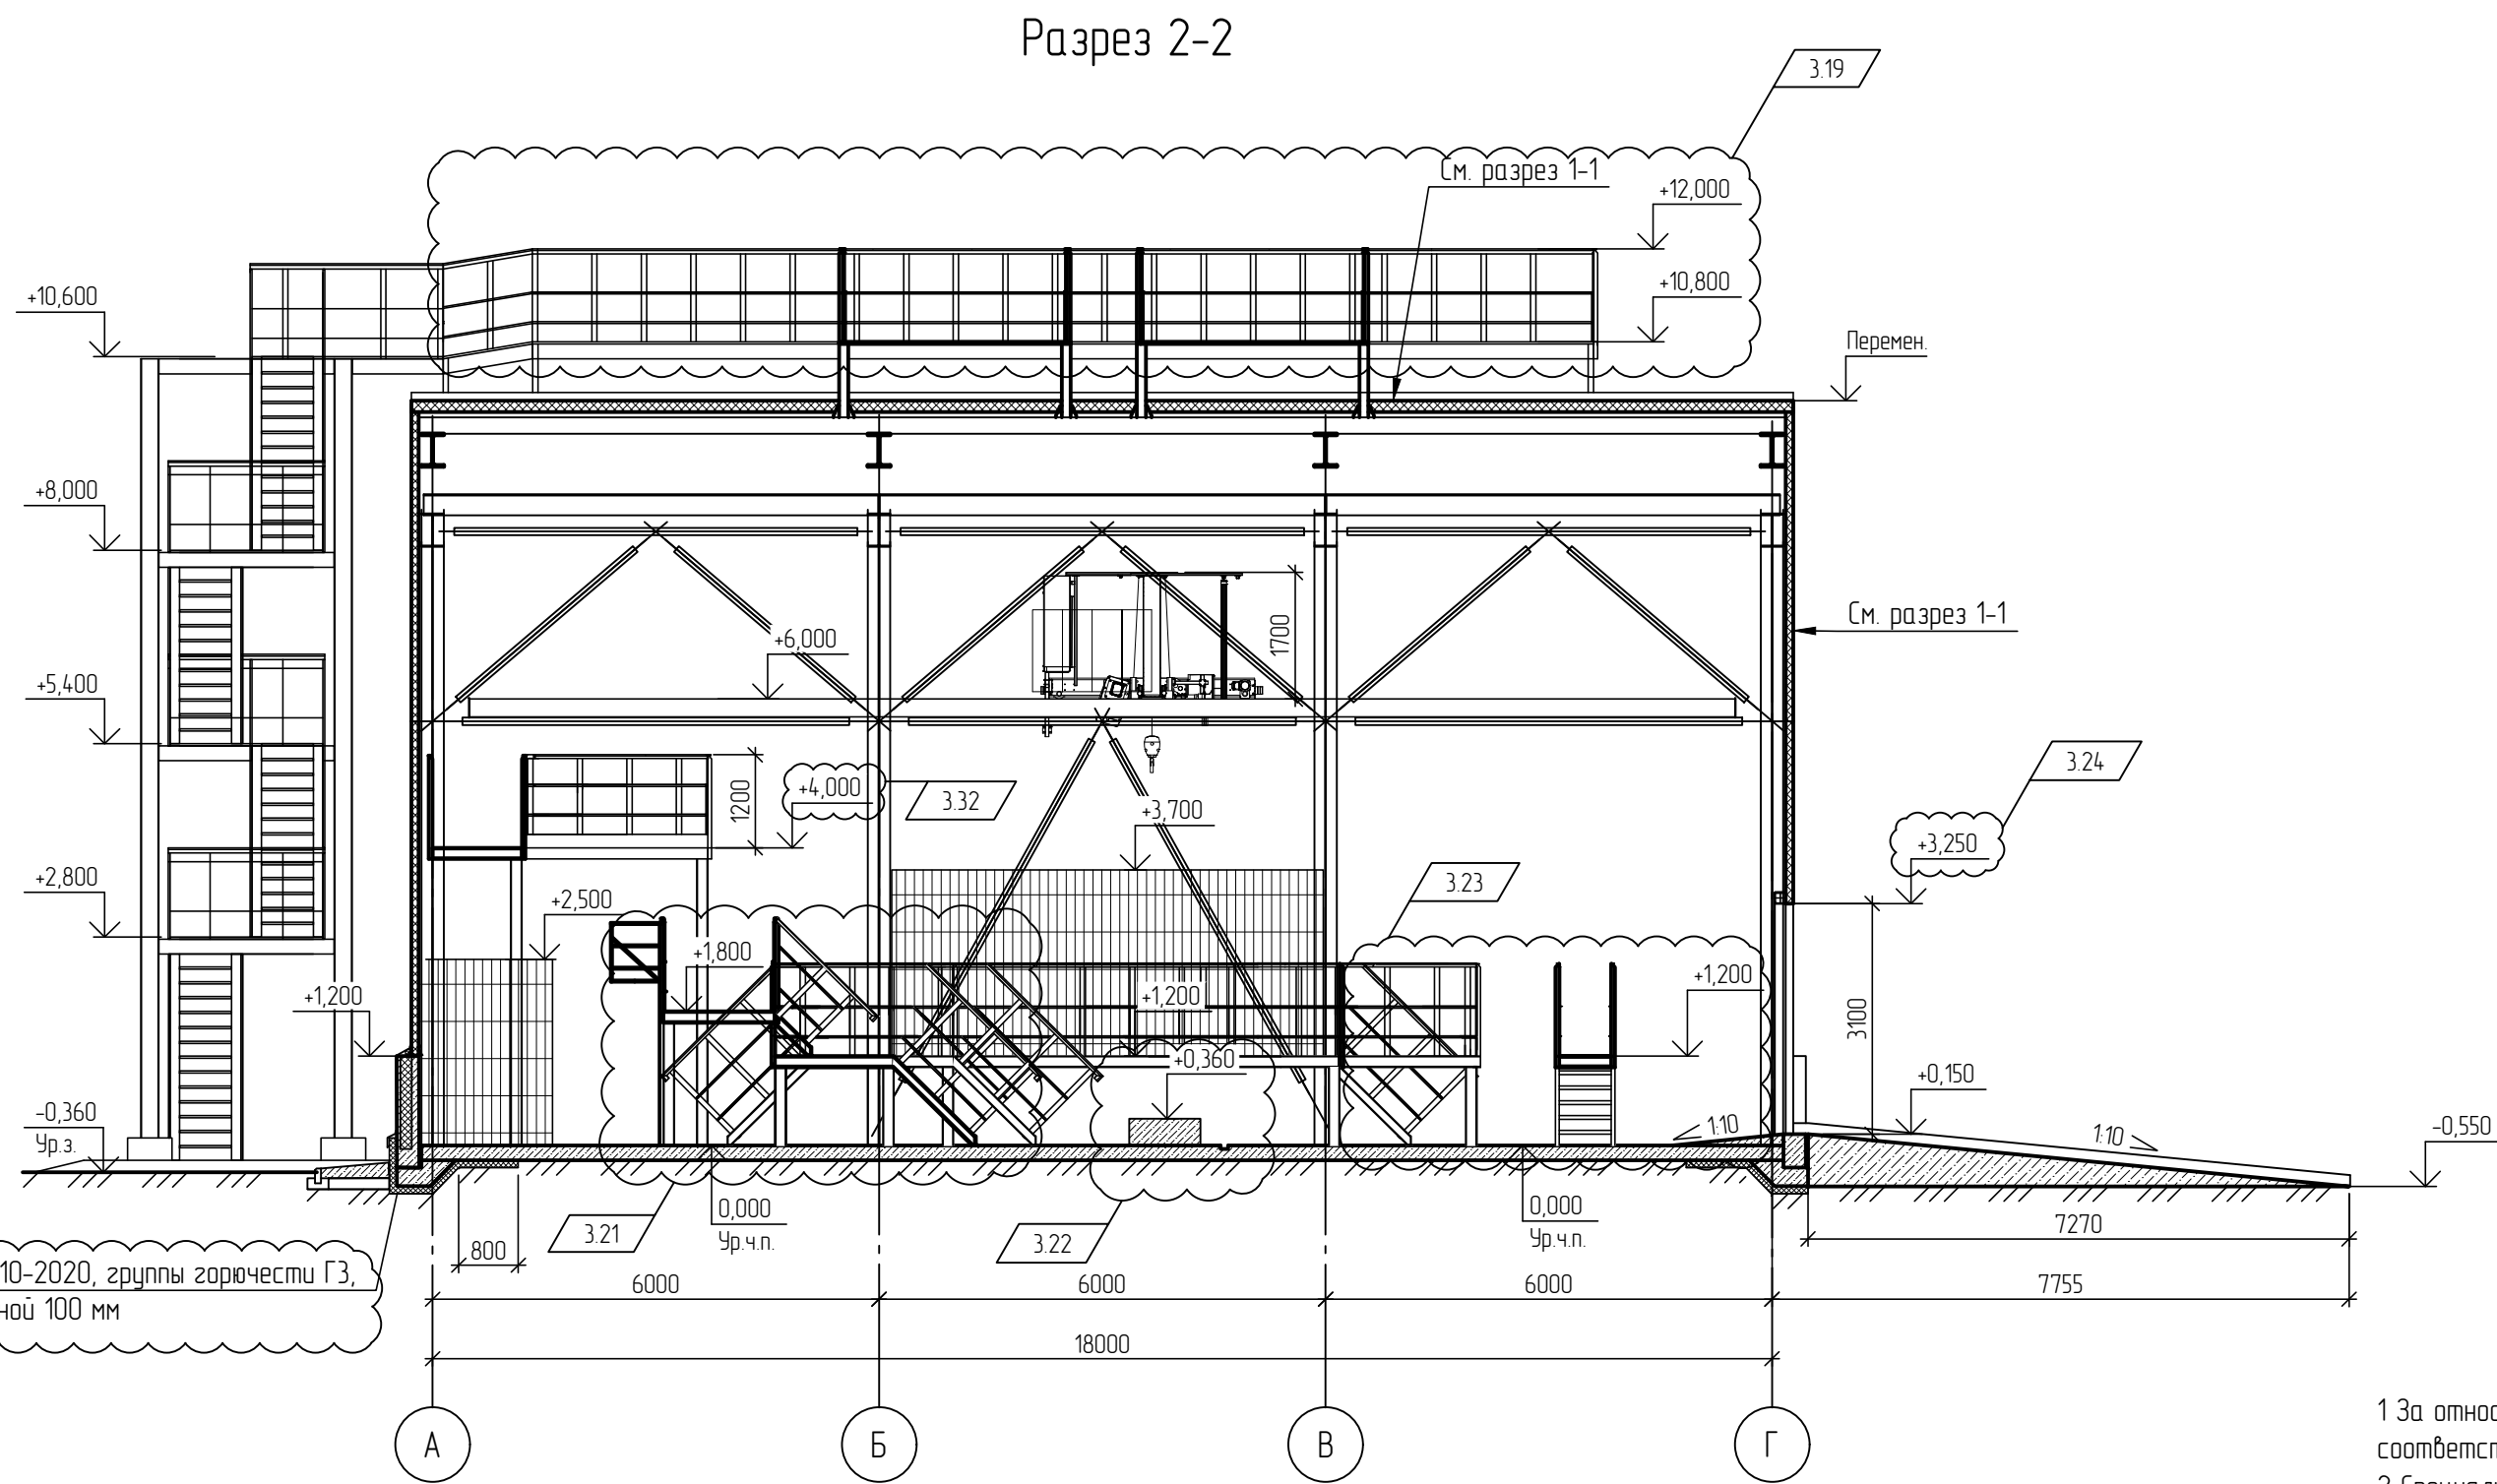 Разрез 2-2
3.19
См. разрез 1-1
+12,000
+10,600
+10,800
Перемен.
+8,000
+6,000
1700
См. разрез 1-1
+5,400
3.24
1200
+4,000
3.32
+3,700
+3,250
+2,800
+2,500
3.23
+1,800
+1,200
+1,200
+1,200
3100
+0,360
+0,150
-0,360
Ур.з.
1:10
1:10
-0,550
0,000
Ур.ч.п.
0,000
Ур.ч.п.
3.21
3.22
7270
800
10-2020, группы горючести Г3,
ной 100 мм
6000
6000
6000
7755
18000
А
Б
В
Г
1 За относ
соответст